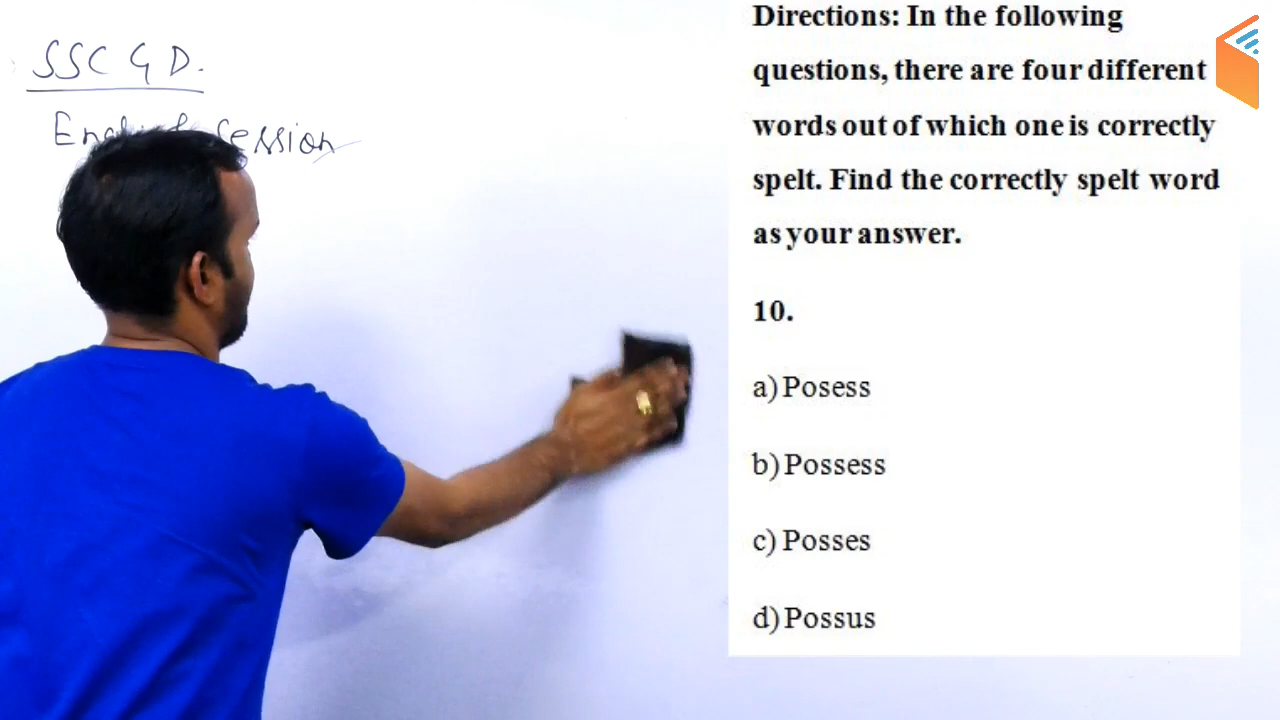 SSC GD.
Session
Directions: In the following
questions, there are four different
words out of which one is correctly
spelt. Find the correctly spelt word
as your answer.
10.
a) Posess
b) Possess
c) Posses
d) Possus